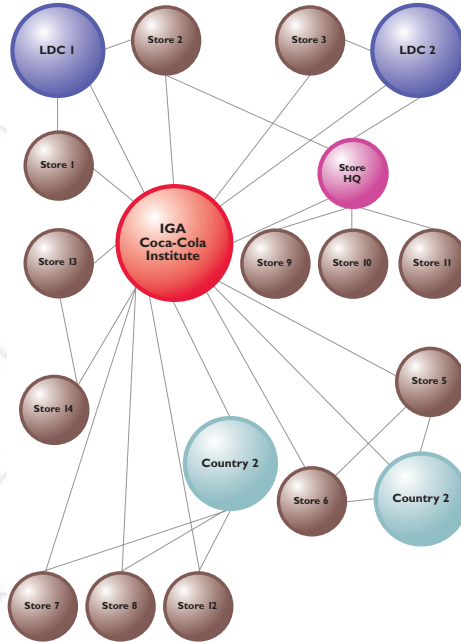 LDC 1
Store 2
Store 3
LDC 2
Store 1
Store
HQ
IGA
Coca-Cola
Institute
Store 13
Store 9
Store 10
Store 11
Store 5
Store 14
Country 2
Store 6
Country 2
Store 7
Store 8
Store 12